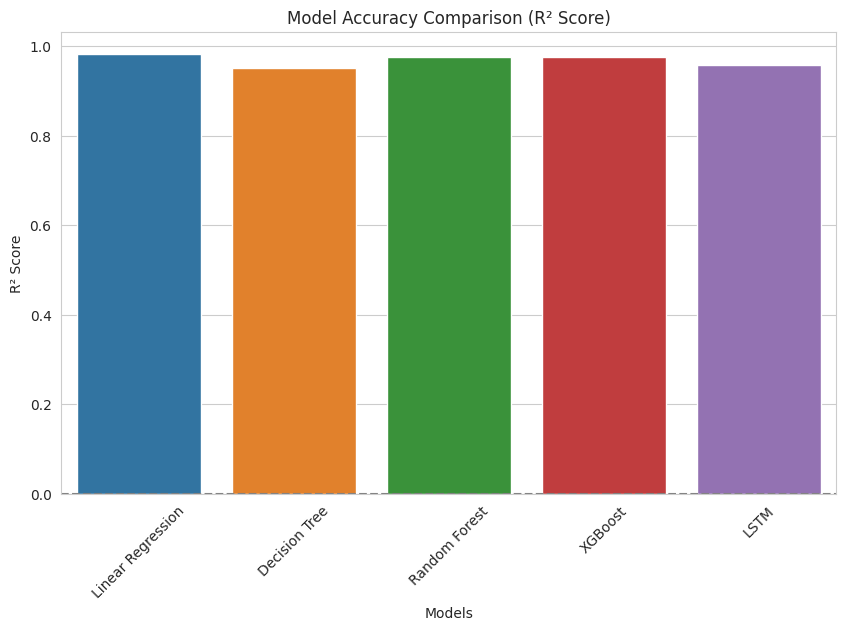 Model Accuracy Comparison (R² Score)
R² Score
1.0
0.8
0.6
0.4
0.2
0.0
Linear Regression
Decision Tree
Random Forest
XGBoost
LSTM
Models